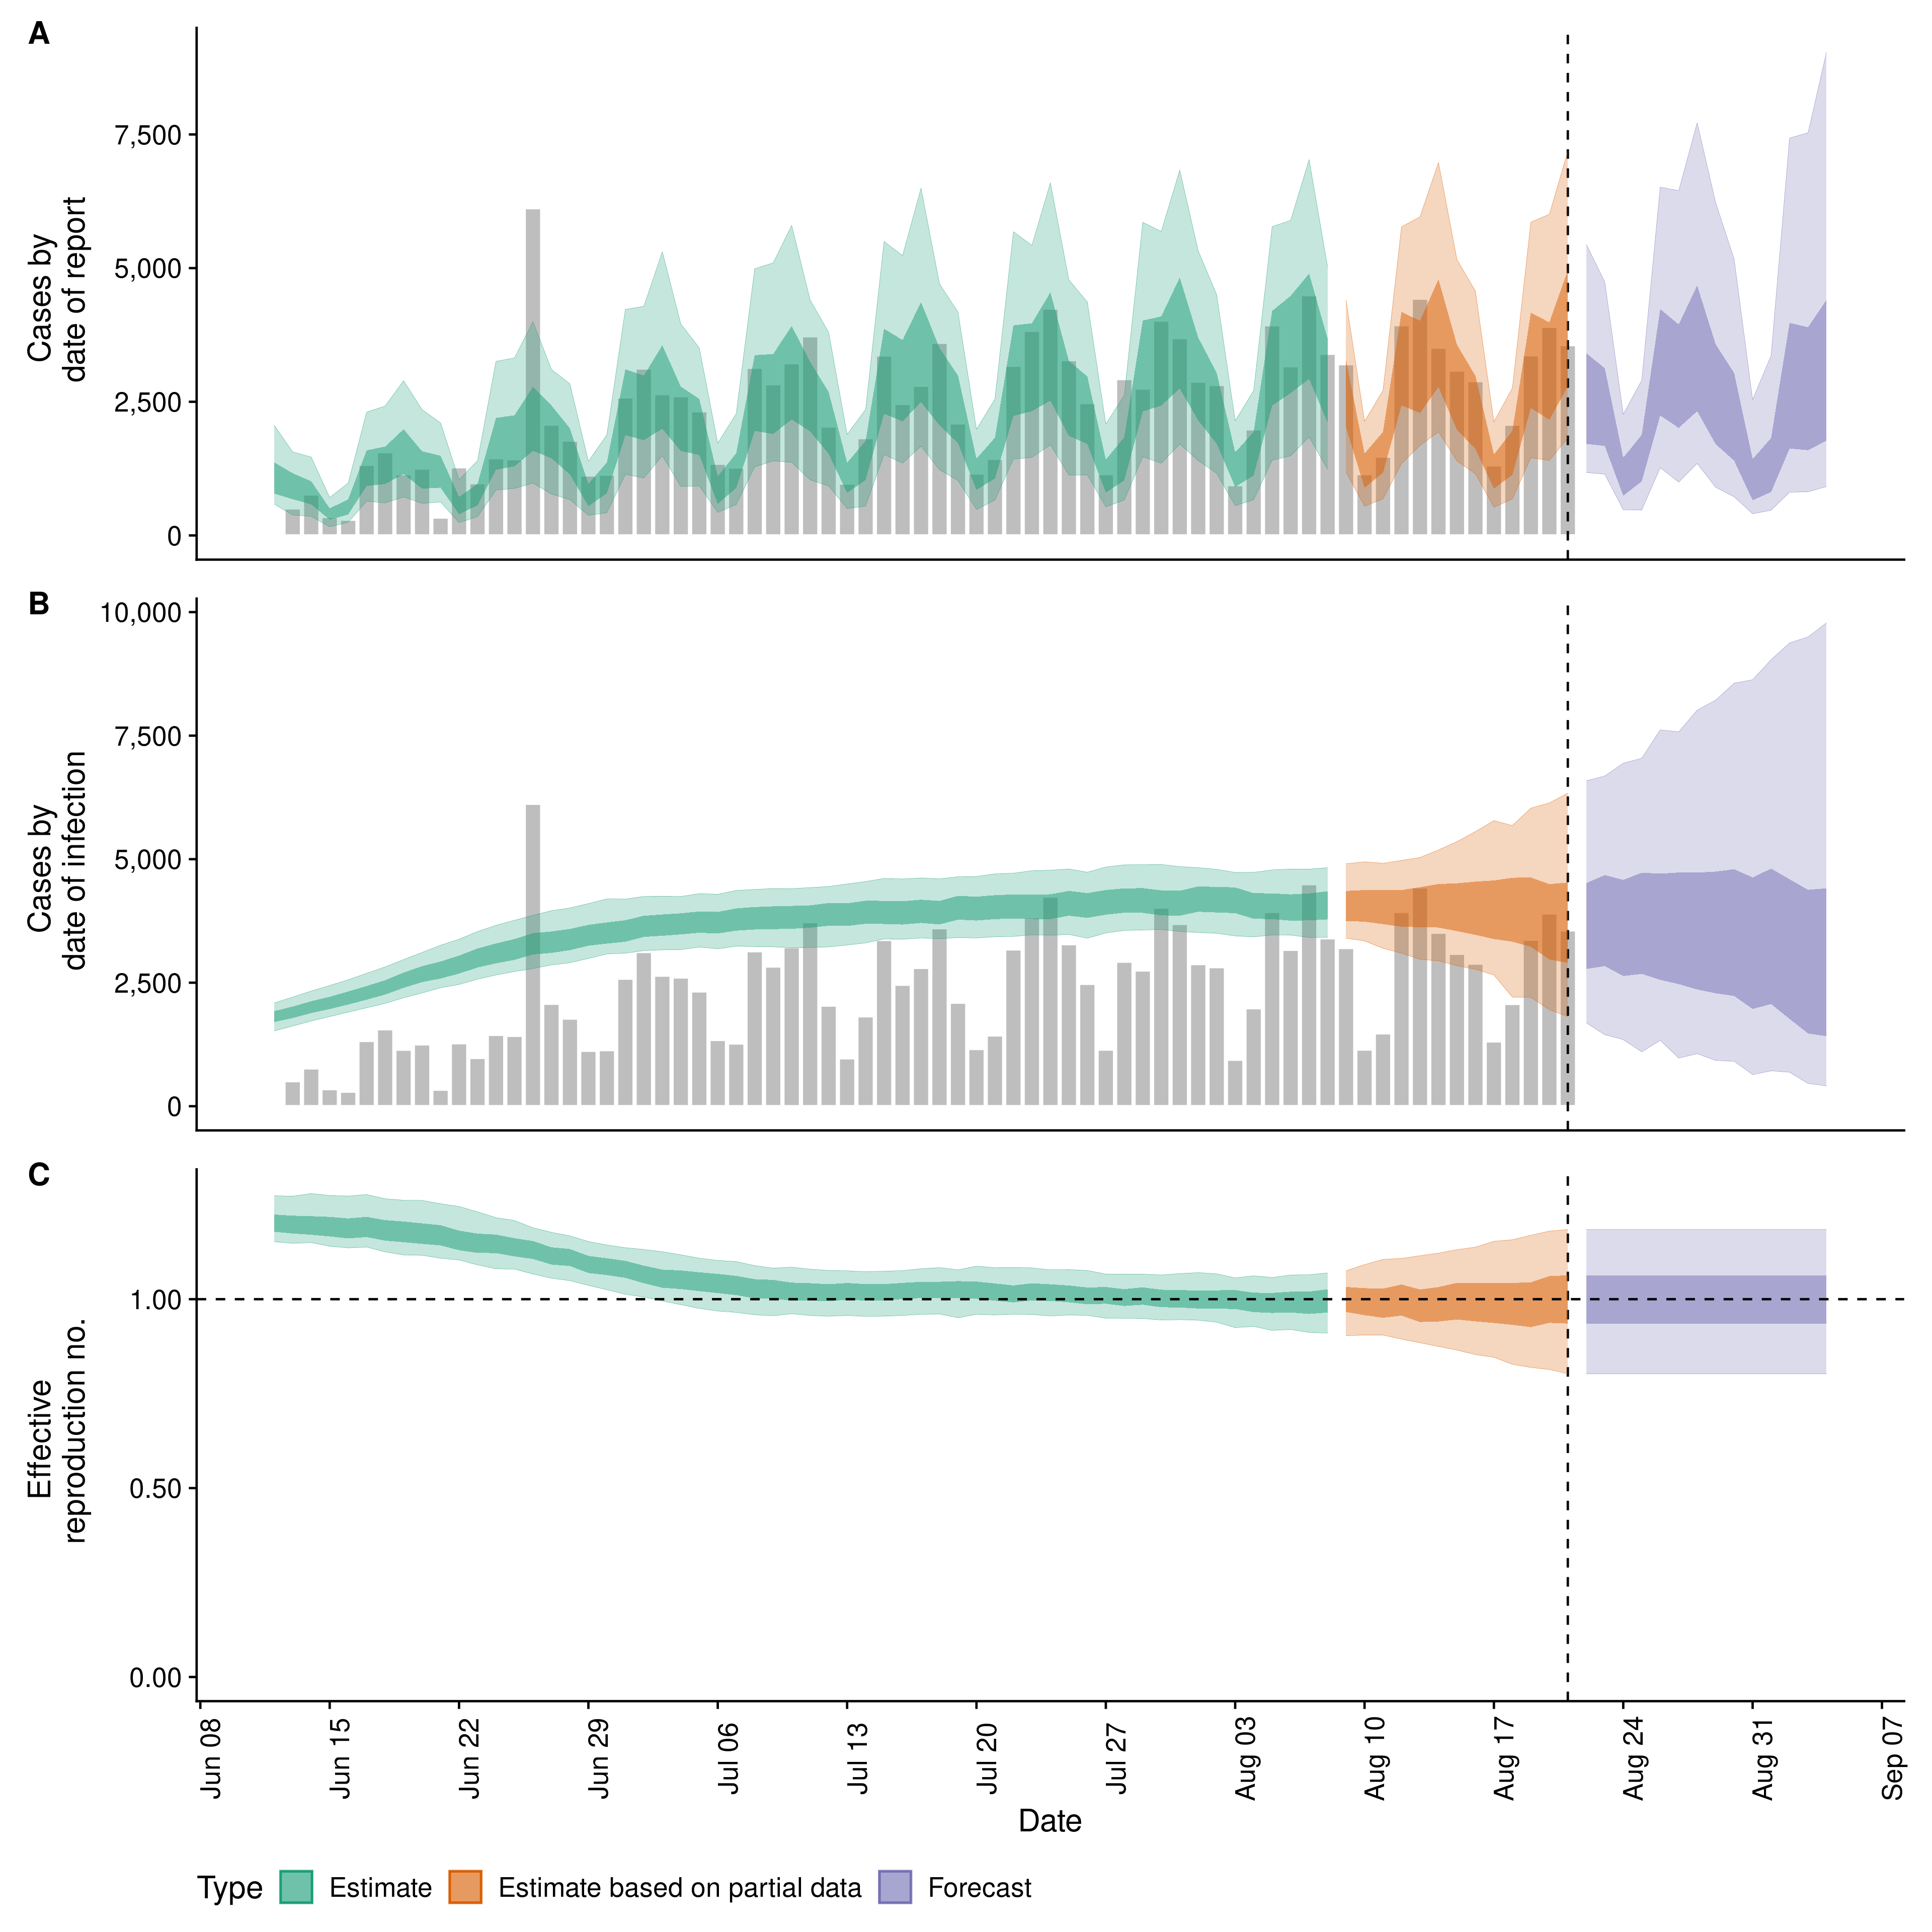 A
Cases by
date of report
7,500
5,000
2,500
0
B
Cases by
date of infection
10,000
7,500
5,000
2,500
0
C
Effective
reproduction no.
1.00
0.50
0.00
Jun 08
Jun 15
Jun 22
Jun 29
Jul 06
Jul 13
Jul 20
Jul 27
Aug 03
Aug 10
Aug 17
Aug 24
Aug 31
Sep 07
Date
Type Estimate Estimate based on partial data Forecast